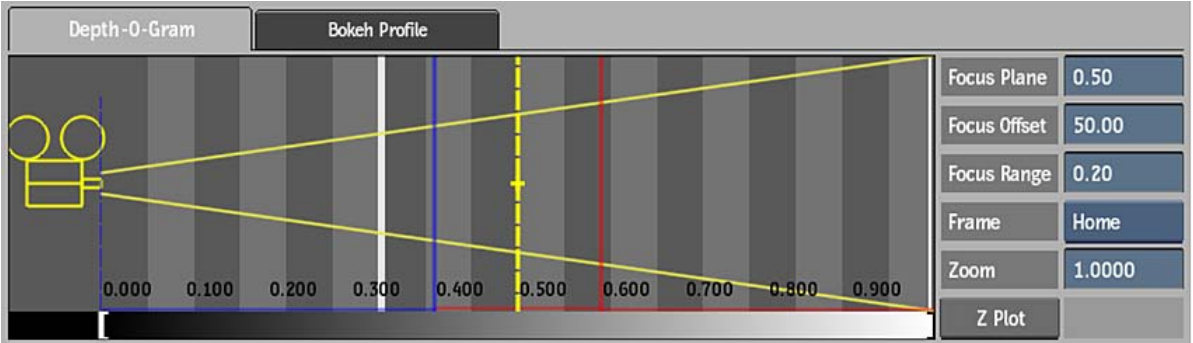 Depth-O-Gram Bokeh Profile
Focus Plane 0.50
Focus Offset 50.00
Focus Range 0.20
Frame Home
Zoom 1.0000
0.000 0.100 0.200 0.300 0.400 0.500 0.600 0.700 0.800 0.900
Z Plot